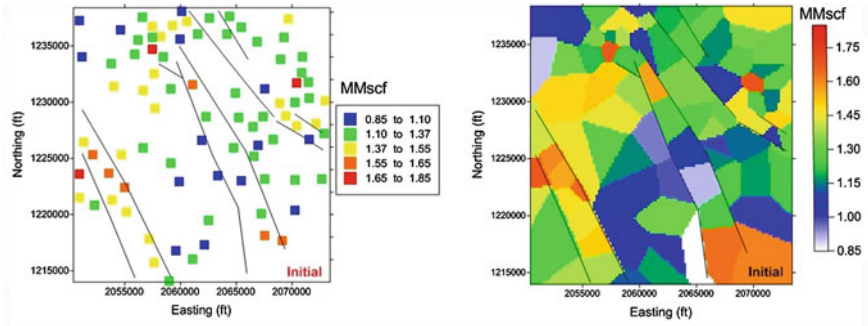 1235000
1230000
1225000
1220000
1215000
Northing (ft)
2055000 2060000 2065000 2070000
Easting (ft)
Initial
MMscf
0.85 to 1.10
1.10 to 1.37
1.37 to 1.55
1.55 to 1.65
1.65 to 1.85
1235000
1230000
1225000
1220000
1215000
Northing (ft)
2055000 2060000 2065000 2070000
Easting (ft)
Initial
MMscf
1.75
1.60
1.45
1.30
1.15
1.00
0.85